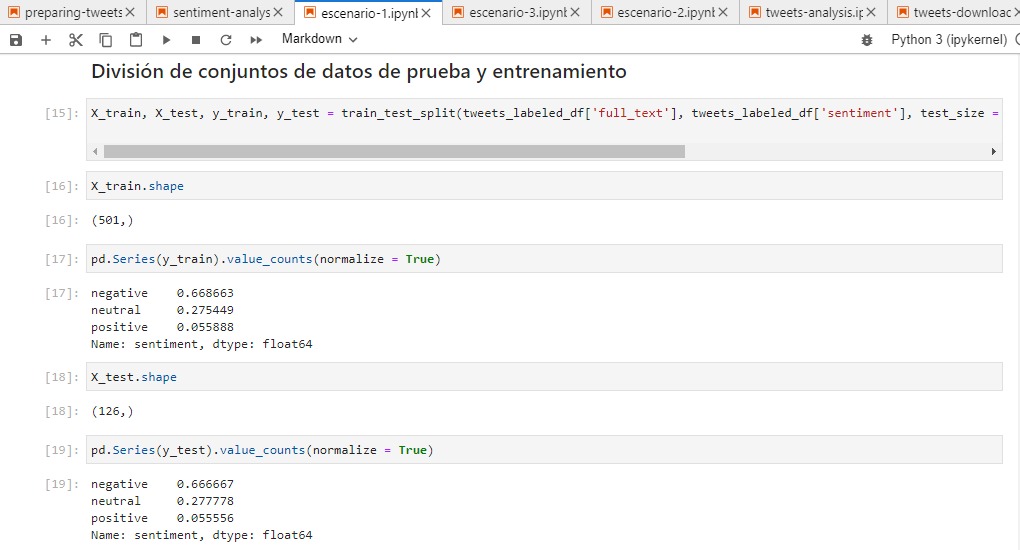 preparing-tweets
sentiment-analys
escenario-1.ipynb
escenario-3.ipynb
escenario-2.ipynb
tweets-analysis.ip
tweets-download
Markdown
Python 3 (ipykernel)
División de conjuntos de datos de prueba y entrenamiento
[15]: X_train, X_test, y_train, y_test = train_test_split(tweets_labeled_df['full_text'], tweets_labeled_df['sentiment'], test_size =
[16]: X_train.shape
[16]: (501,)
[17]: pd.Series(y_train).value_counts(normalize = True)
[17]: negative    0.668663
neutral     0.275449
positive    0.055888
Name: sentiment, dtype: float64
[18]: X_test.shape
[18]: (126,)
[19]: pd.Series(y_test).value_counts(normalize = True)
[19]: negative    0.666667
neutral     0.277778
positive    0.055556
Name: sentiment, dtype: float64